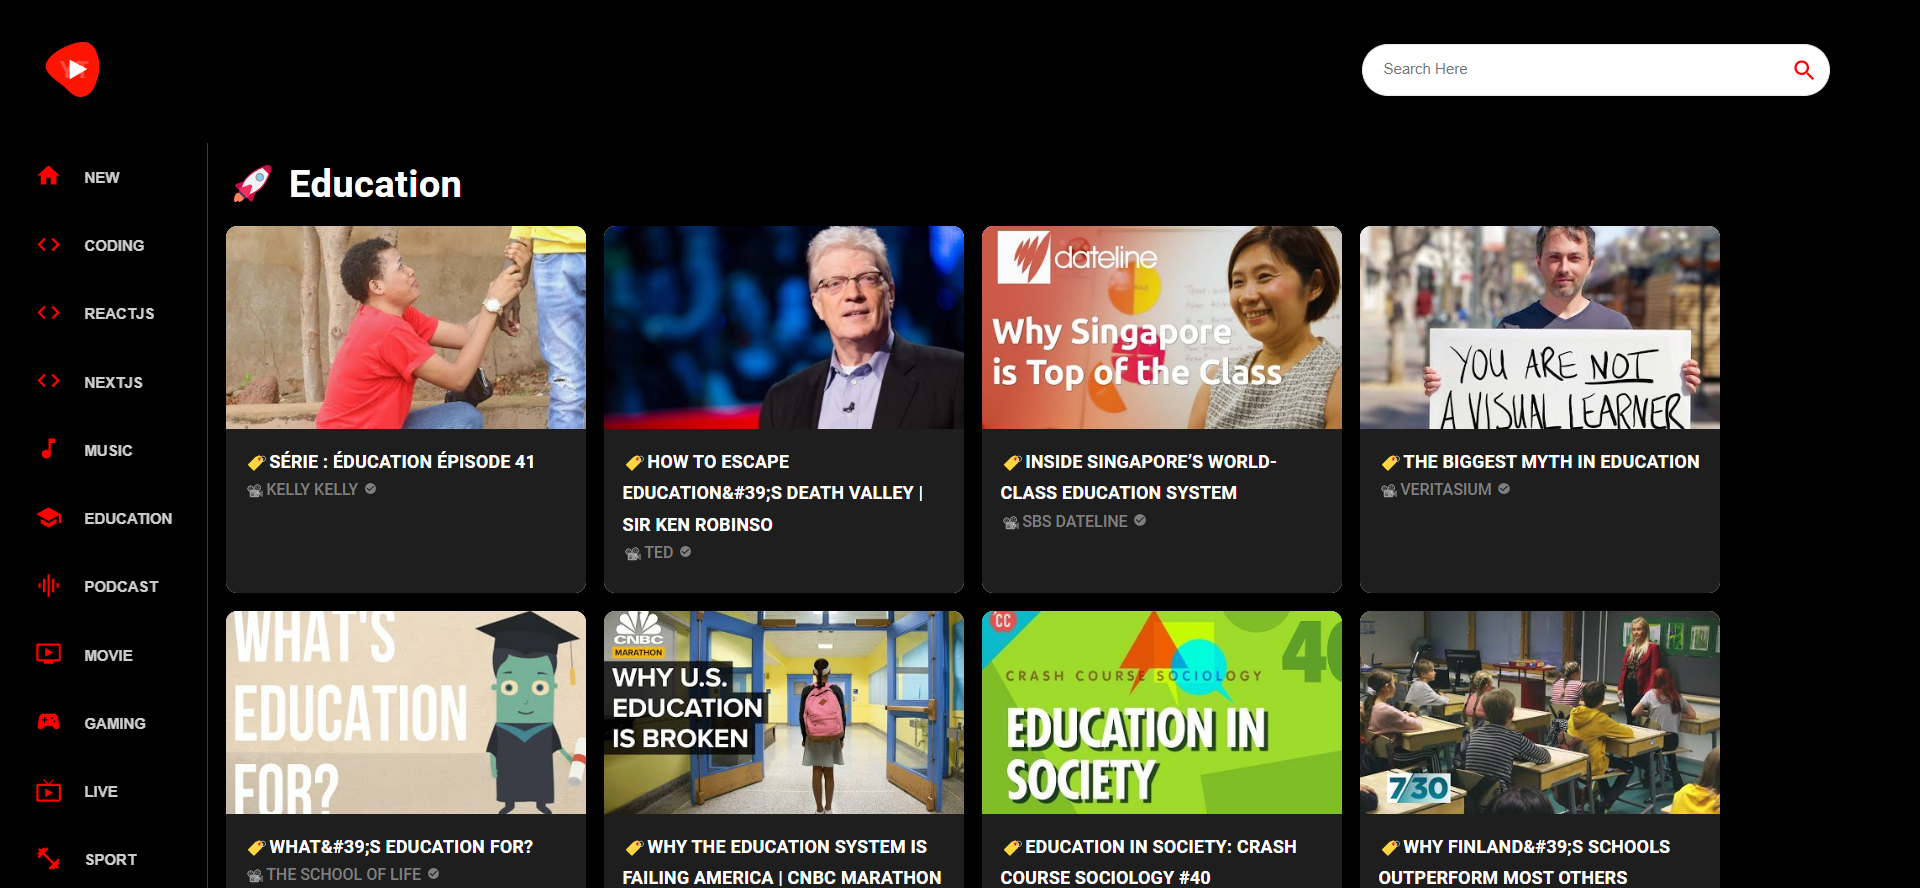 YT
Search Here
NEW
CODING
REACTJS
NEXTJS
MUSIC
EDUCATION
PODCAST
MOVIE
GAMING
LIVE
SPORT
🚀 Education
SÉRIE : ÉDUCATION ÉPISODE 41
KELLY KELLY
HOW TO ESCAPE
EDUCATION&#39;S DEATH VALLEY |
SIR KEN ROBINSO
TED
dateline
Why Singapore
is Top of the Class
INSIDE SINGAPORE’S WORLD-
CLASS EDUCATION SYSTEM
SBS DATELINE
YOU ARE NOT
A VISUAL LEARNER
THE BIGGEST MYTH IN EDUCATION
VERITASIUM
WHAT'S
EDUCATION
FOR?
WHAT&#39;S EDUCATION FOR?
THE SCHOOL OF LIFE
CNBC
MARATHON
WHY U.S.
EDUCATION
IS BROKEN
WHY THE EDUCATION SYSTEM IS
FAILING AMERICA | CNBC MARATHON
CC
40
CRASH COURSE SOCIOLOGY
EDUCATION IN
SOCIETY
EDUCATION IN SOCIETY: CRASH
COURSE SOCIOLOGY #40
7/30
WHY FINLAND&#39;S SCHOOLS
OUTPERFORM MOST OTHERS